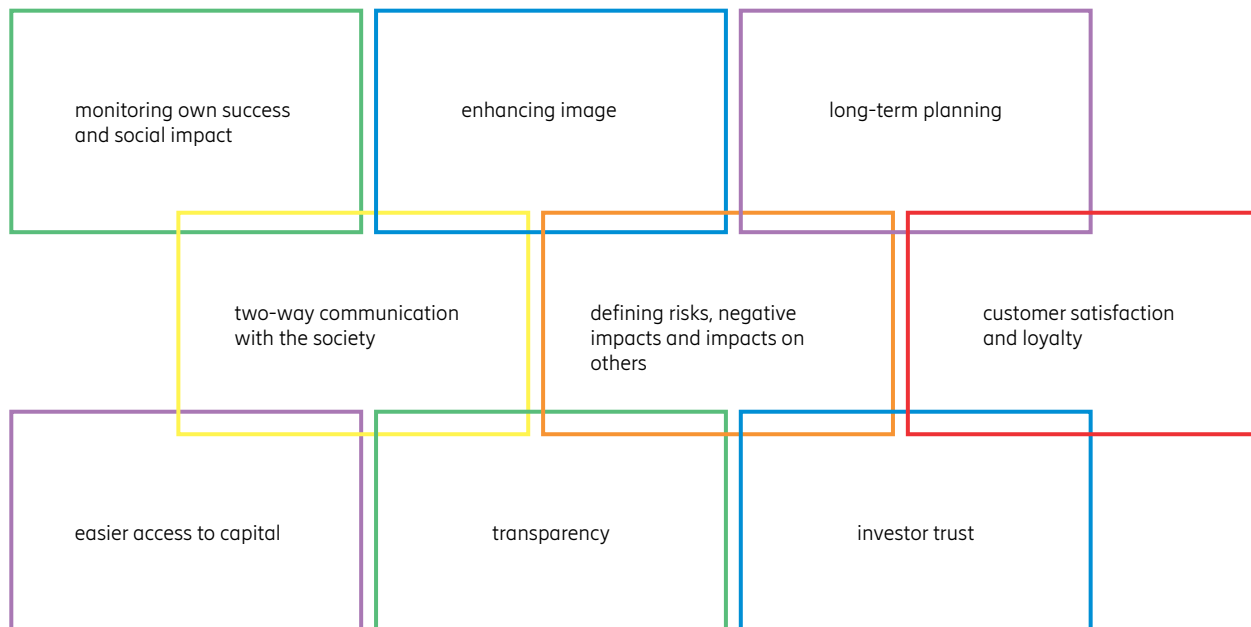 monitoring own success
and social impact
enhancing image
long-term planning
two-way communication
with the society
defining risks, negative
impacts and impacts on
others
customer satisfaction
and loyalty
easier access to capital
transparency
investor trust